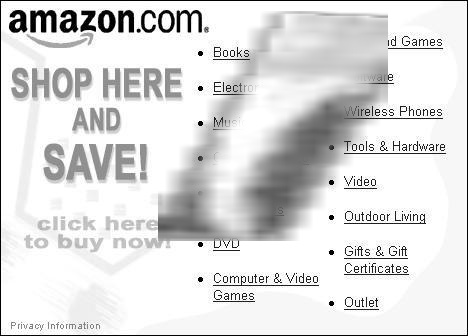 amazon.com.
SHOP HERE
AND
SAVE!
click here
to buy now!
Books
DVD
Computer & Video
Games
Games
Wireless Phones
Tools & Hardware
Video
Outdoor Living
Gifts & Gift
Certificates
Outlet
Privacy Information